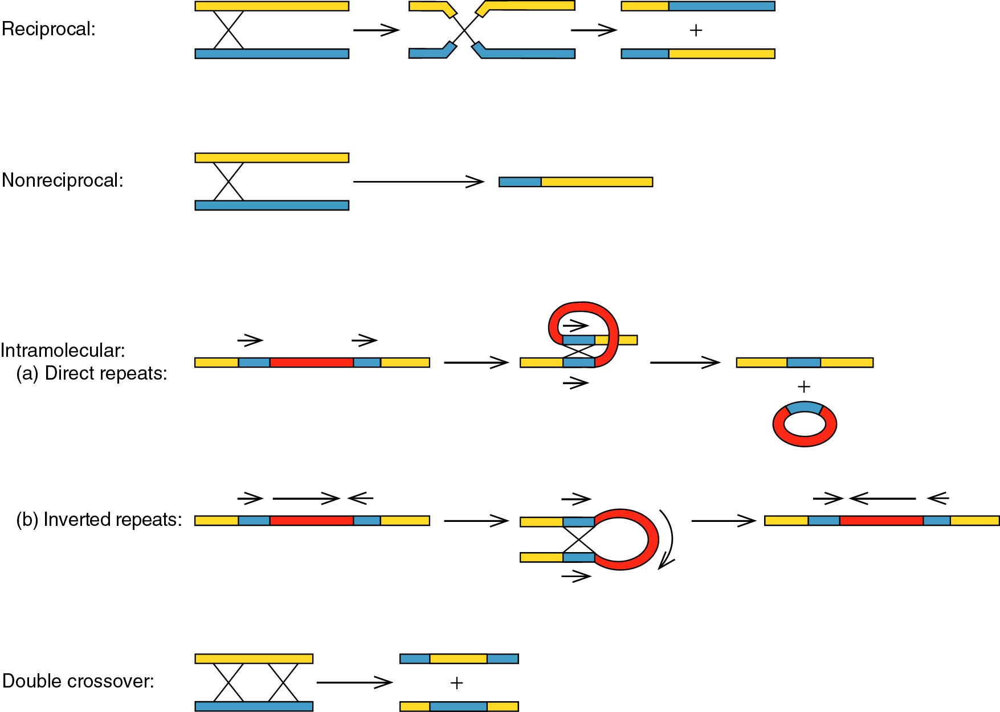 Reciprocal:
+
Nonreciprocal:
Intramolecular:
(a) Direct repeats:
+
(b) Inverted repeats:
Double crossover:
+